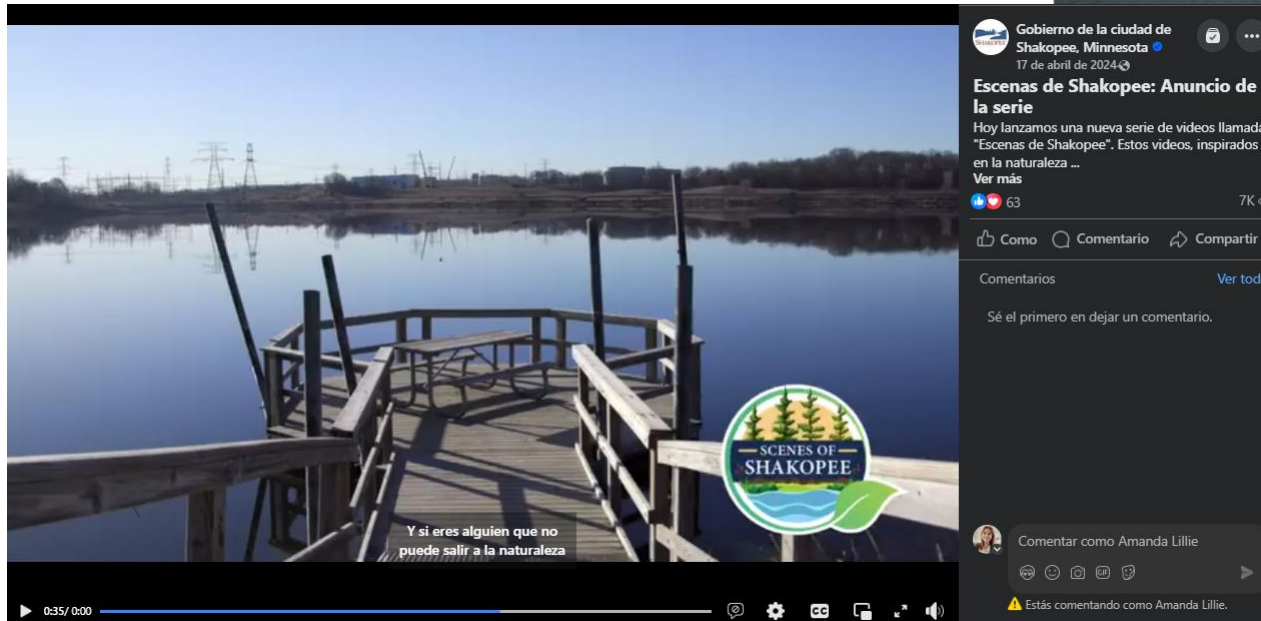 SCENES OF
SHAKOPEE
Y si eres alguien que no
puede salir a la naturaleza
0:35/ 0:00
CC
SHAKOPEE
Gobierno de la ciudad de
Shakopee, Minnesota
17 de abril de 2024
Escenas de Shakopee: Anuncio de
la serie
Hoy lanzamos una nueva serie de videos llamada
"Escenas de Shakopee". Estos videos, inspirados
en la naturaleza ...
Ver más
63
7K
Como Comentario Compartir
Comentarios Ver tod
Sé el primero en dejar un comentario.
Comentar como Amanda Lillie
GIF
Estás comentando como Amanda Lillie.